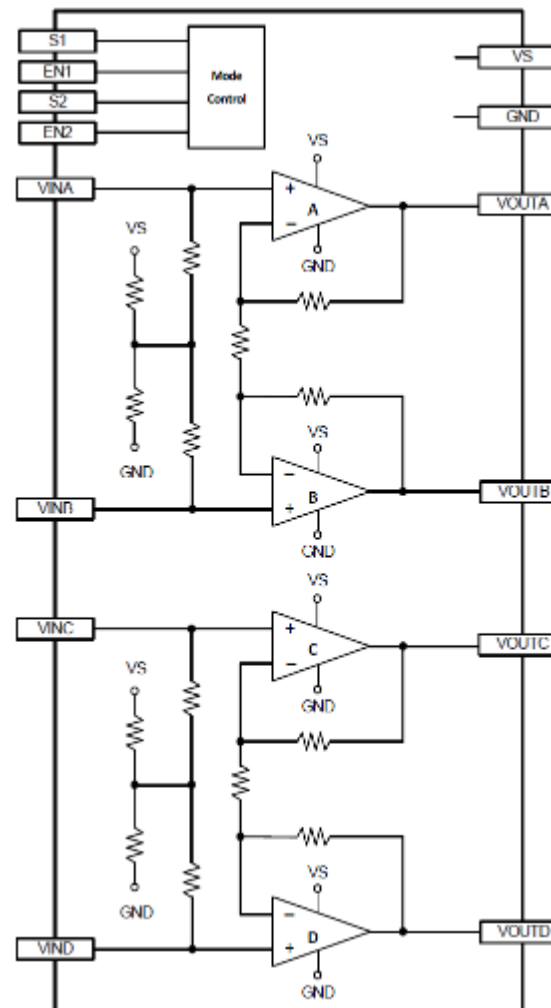 S1
EN1
S2
EN2
Mode
Control
VS
GND
VINA
VS
+
A
−
GND
VOUTA
VS
GND
VS
−
B
+
GND
VINB
VOUTB
VS
VINC
+
C
−
GND
VOUTC
VS
GND
VS
−
D
+
GND
VIND
VOUTD